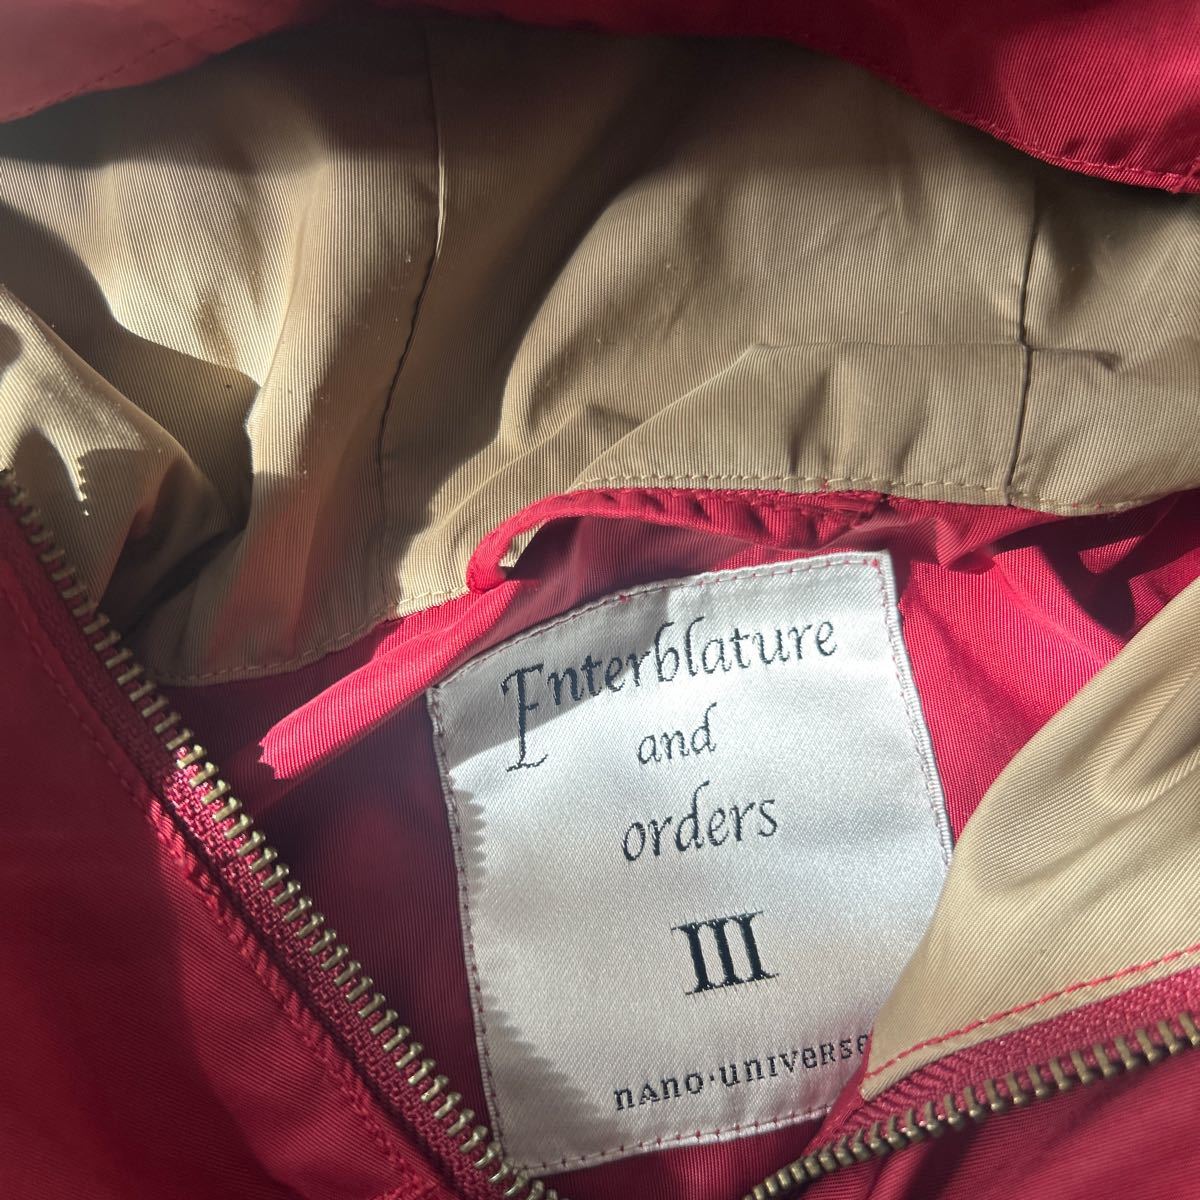 Enterblature
and
orders
III
nano·universe